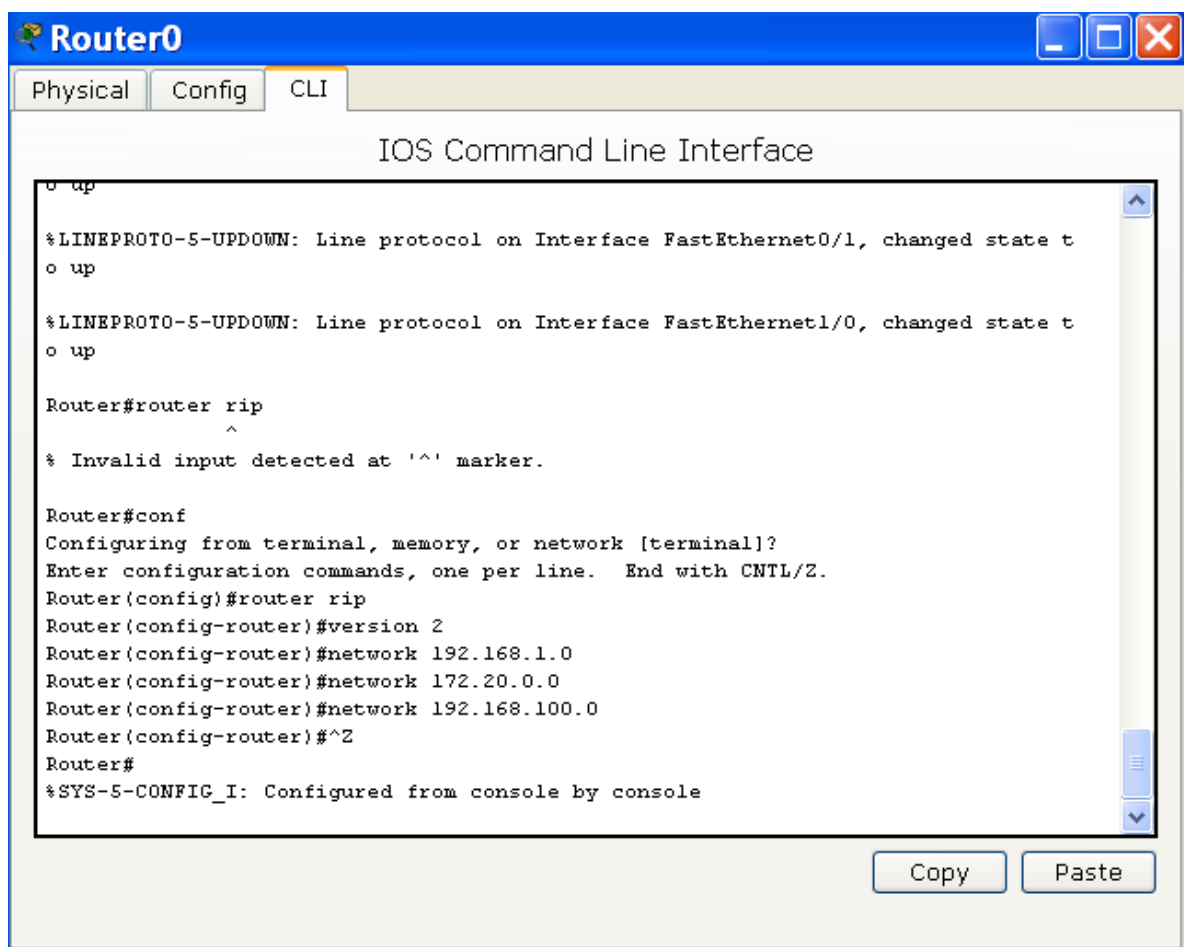 Router0
Physical Config CLI
IOS Command Line Interface
o up
%LINEPROTO-5-UPDOWN: Line protocol on Interface FastEthernet0/1, changed state t
o up
%LINEPROTO-5-UPDOWN: Line protocol on Interface FastEthernet1/0, changed state t
o up
Router#router rip
^
% Invalid input detected at '^' marker.
Router#conf
Configuring from terminal, memory, or network [terminal]?
Enter configuration commands, one per line.  End with CNTL/Z.
Router(config)#router rip
Router(config-router)#version 2
Router(config-router)#network 192.168.1.0
Router(config-router)#network 172.20.0.0
Router(config-router)#network 192.168.100.0
Router(config-router)#^Z
Router#
%SYS-5-CONFIG_I: Configured from console by console
Copy Paste